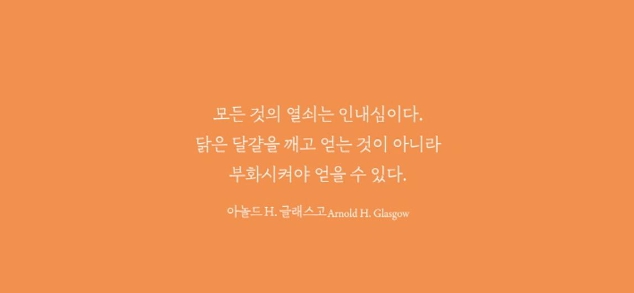 모든 것의 열쇠는 인내심이다.
닭은 달걀을 깨고 얻는 것이 아니라
부화시켜야 얻을 수 있다.
아놀드 H. 글래스고 Arnold H. Glasgow